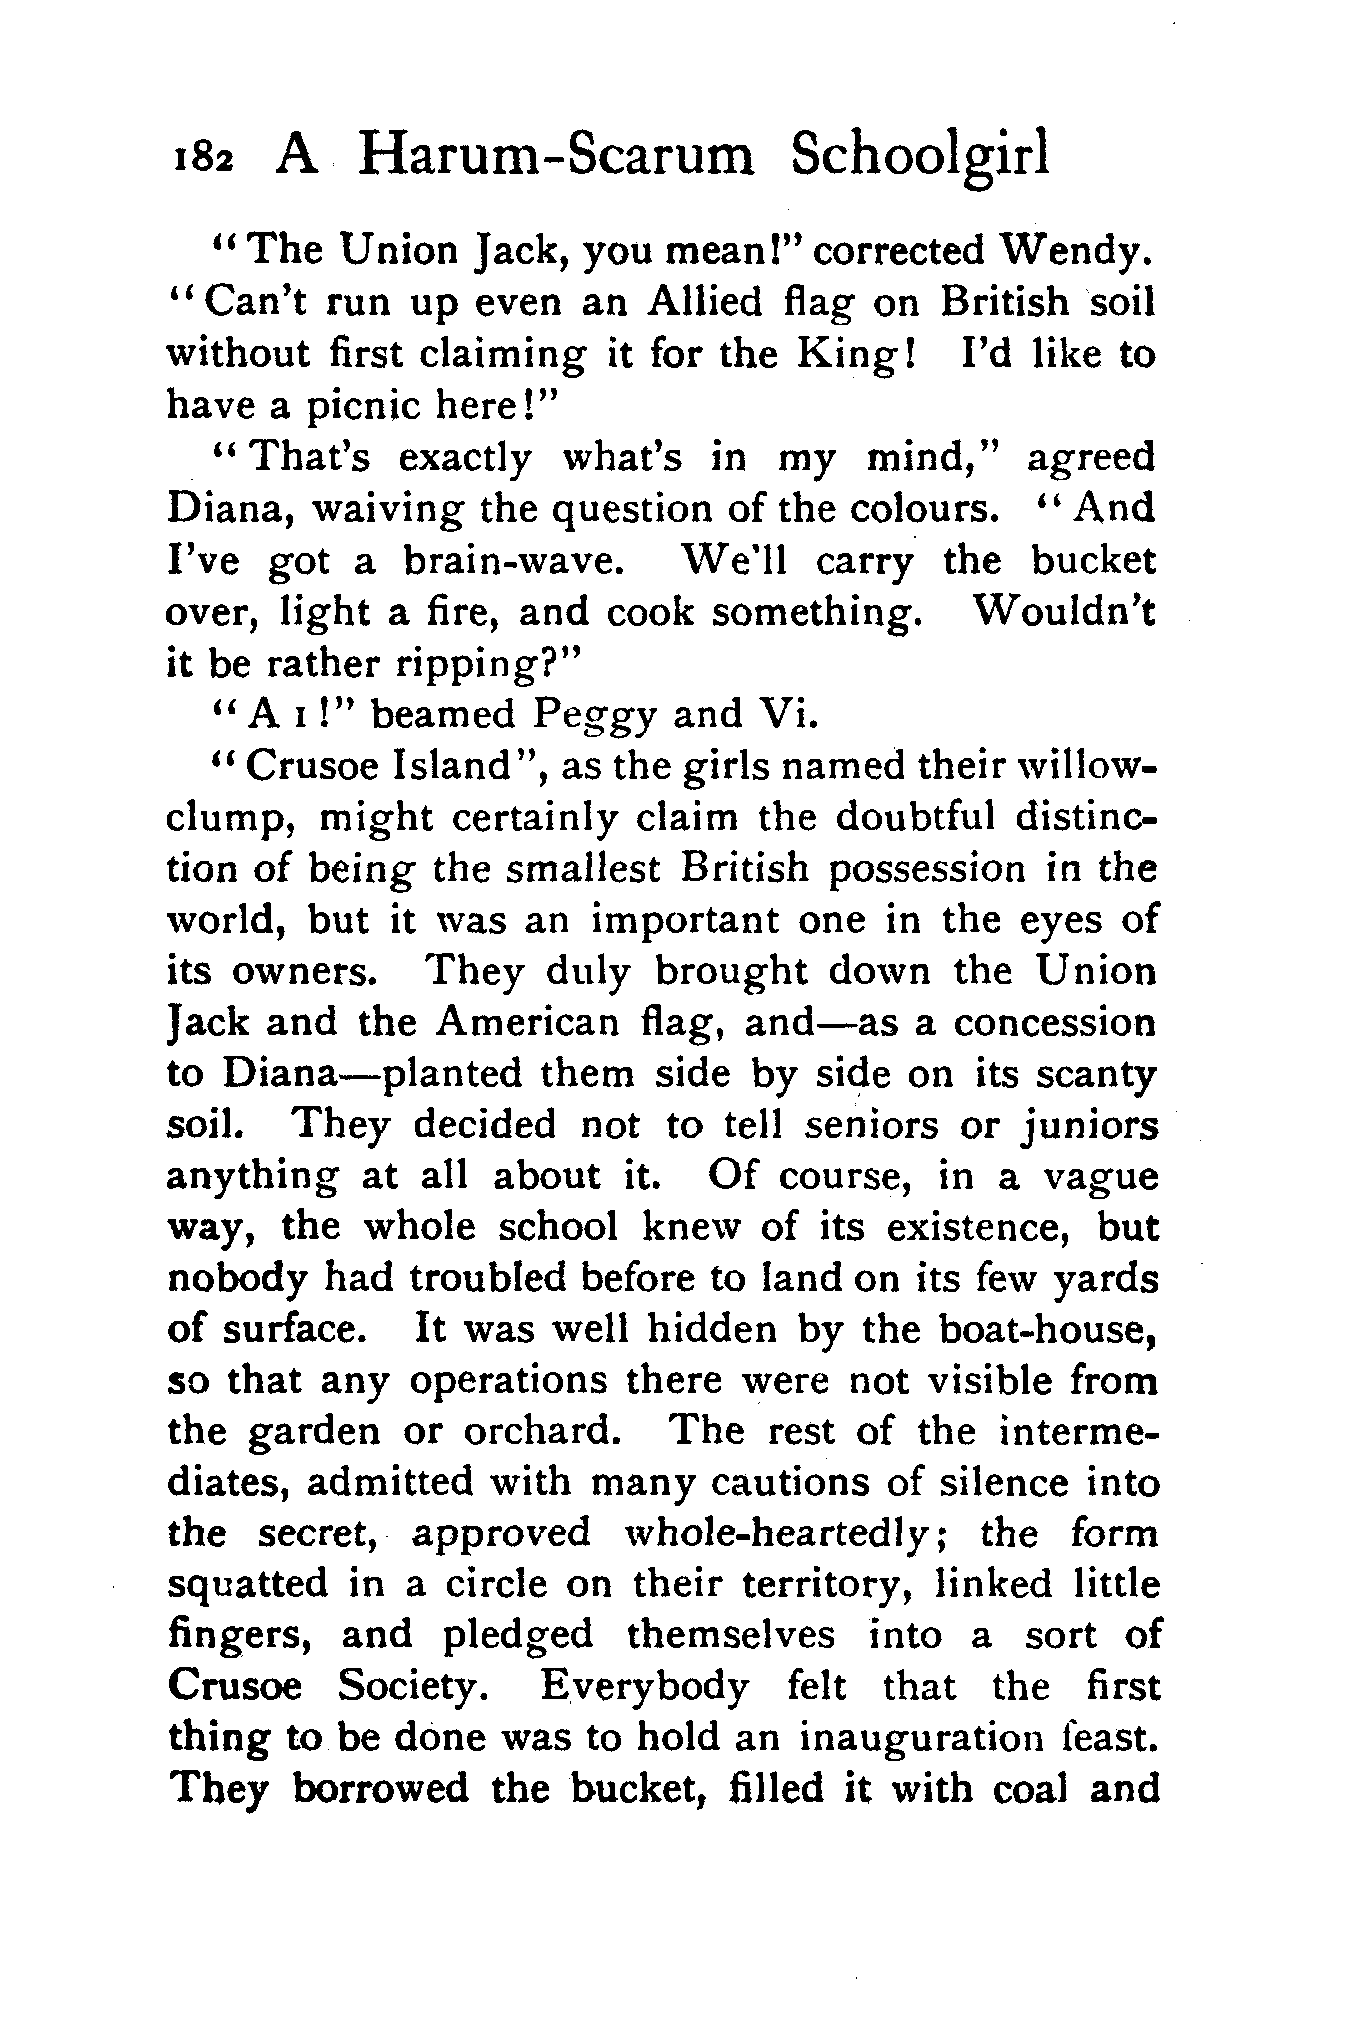 182 A Harum-Scarum Schoolgirl
“The Union Jack, you mean!” corrected Wendy.
“Can’t run up even an Allied flag on British soil
without first claiming it for the King! I’d like to
have a picnic here!”
“That’s exactly what’s in my mind,” agreed
Diana, waiving the question of the colours. “And
I’ve got a brain-wave. We’ll carry the bucket
over, light a fire, and cook something. Wouldn’t
it be rather ripping?”
“A 1!” beamed Peggy and Vi.
“Crusoe Island”, as the girls named their willow-
clump, might certainly claim the doubtful distinc-
tion of being the smallest British possession in the
world, but it was an important one in the eyes of
its owners. They duly brought down the Union
Jack and the American flag, and—as a concession
to Diana—planted them side by side on its scanty
soil. They decided not to tell seniors or juniors
anything at all about it. Of course, in a vague
way, the whole school knew of its existence, but
nobody had troubled before to land on its few yards
of surface. It was well hidden by the boat-house,
so that any operations there were not visible from
the garden or orchard. The rest of the interme-
diates, admitted with many cautions of silence into
the secret, approved whole-heartedly; the form
squatted in a circle on their territory, linked little
fingers, and pledged themselves into a sort of
Crusoe Society. Everybody felt that the first
thing to be done was to hold an inauguration feast.
They borrowed the bucket, filled it with coal and